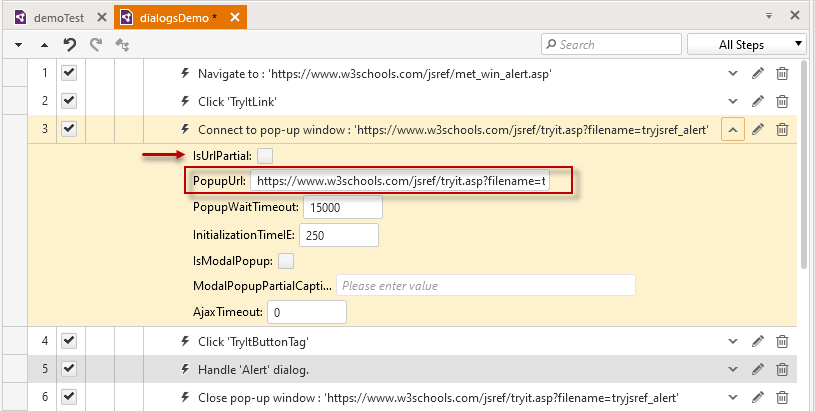 demoTest
dialogsDemo *
Search
All Steps
1 Navigate to : 'https://www.w3schools.com/jsref/met_win_alert.asp'
2 Click 'TryItLink'
3 Connect to pop-up window : 'https://www.w3schools.com/jsref/tryit.asp?filename=tryjsref_alert'
IsUrlPartial:
PopupUrl: https://www.w3schools.com/jsref/tryit.asp?filename=t
PopupWaitTimeout: 15000
InitializationTimeIE: 250
IsModalPopup:
ModalPopupPartialCapti... Please enter value
AjaxTimeout: 0
4 Click 'TryItButtonTag'
5 Handle 'Alert' dialog.
6 Close pop-up window : 'https://www.w3schools.com/jsref/tryit.asp?filename=tryjsref_alert'